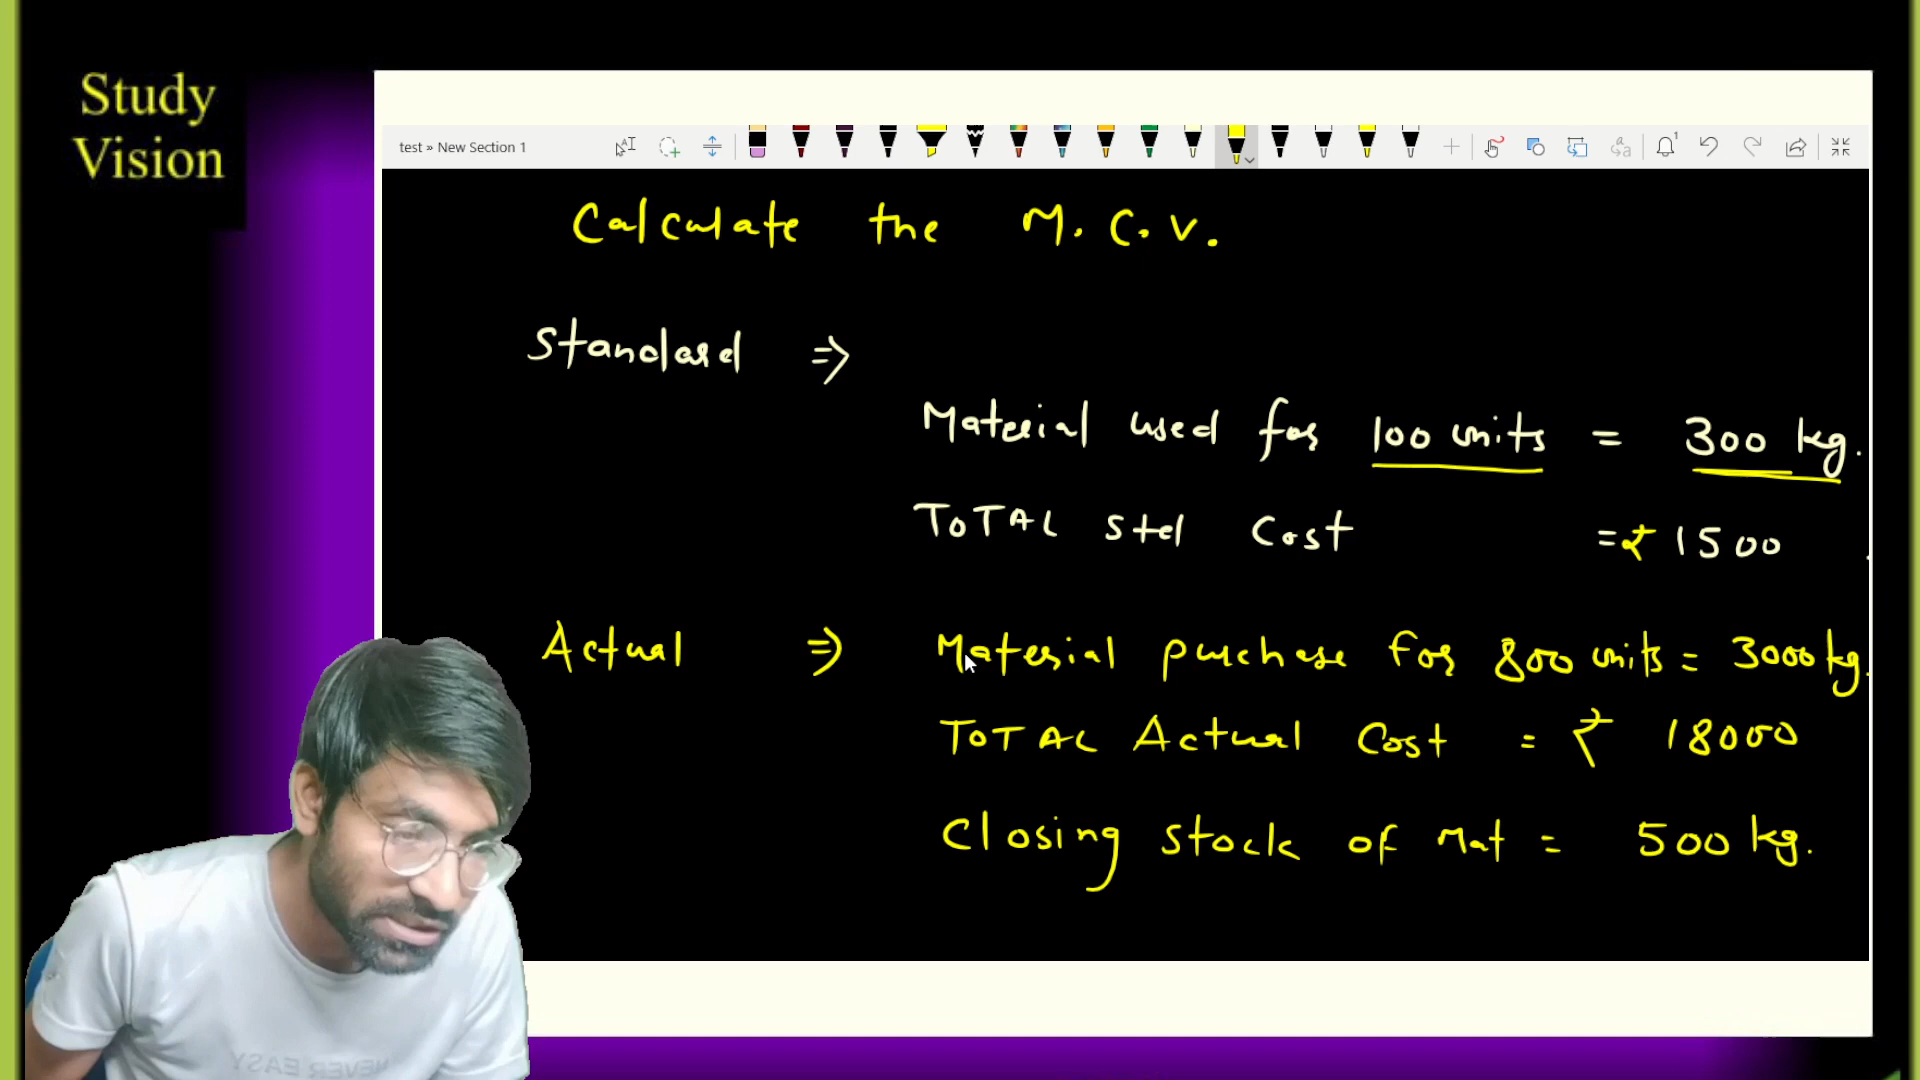 Study
Vision
test » New Section 1
Calculate the M.C.V.
Standard ⇒
Material used for 100 units = 300 kg.
TOTAL Std Cost = ₹ 1500
Actual ⇒ Material purchase for 800 units = 3000 kg.
TOTAL Actual Cost = ₹ 18000
Closing stock of Mat = 500 kg.
NEVER EASY